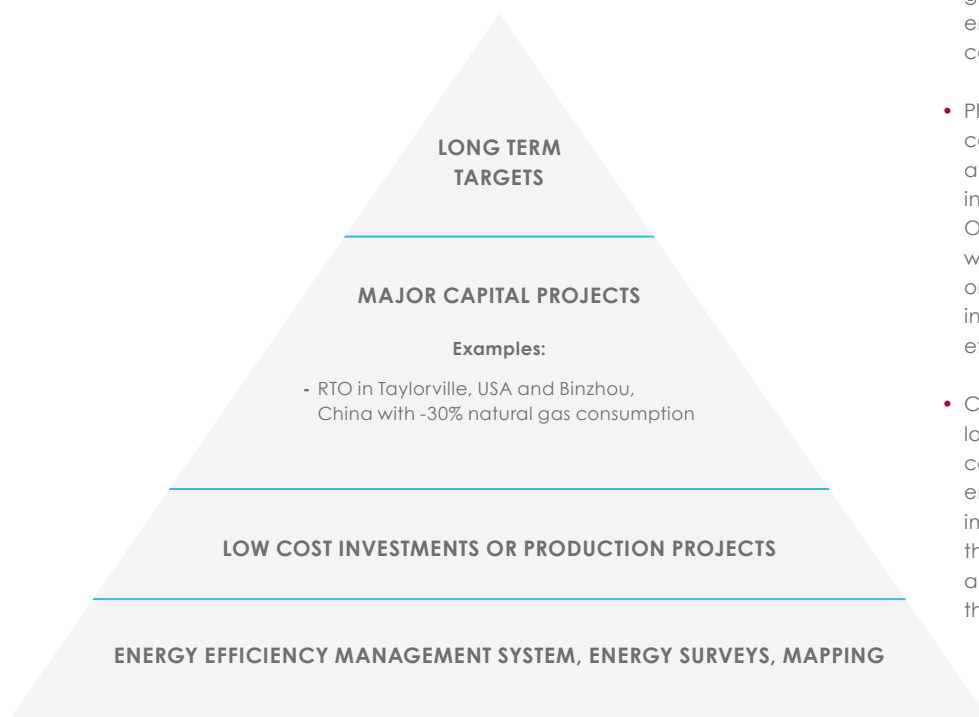 LONG TERM
TARGETS
MAJOR CAPITAL PROJECTS
Examples:
- RTO in Taylorville, USA and Binzhou,
China with -30% natural gas consumption
LOW COST INVESTMENTS OR PRODUCTION PROJECTS
ENERGY EFFICIENCY MANAGEMENT SYSTEM, ENERGY SURVEYS, MAPPING